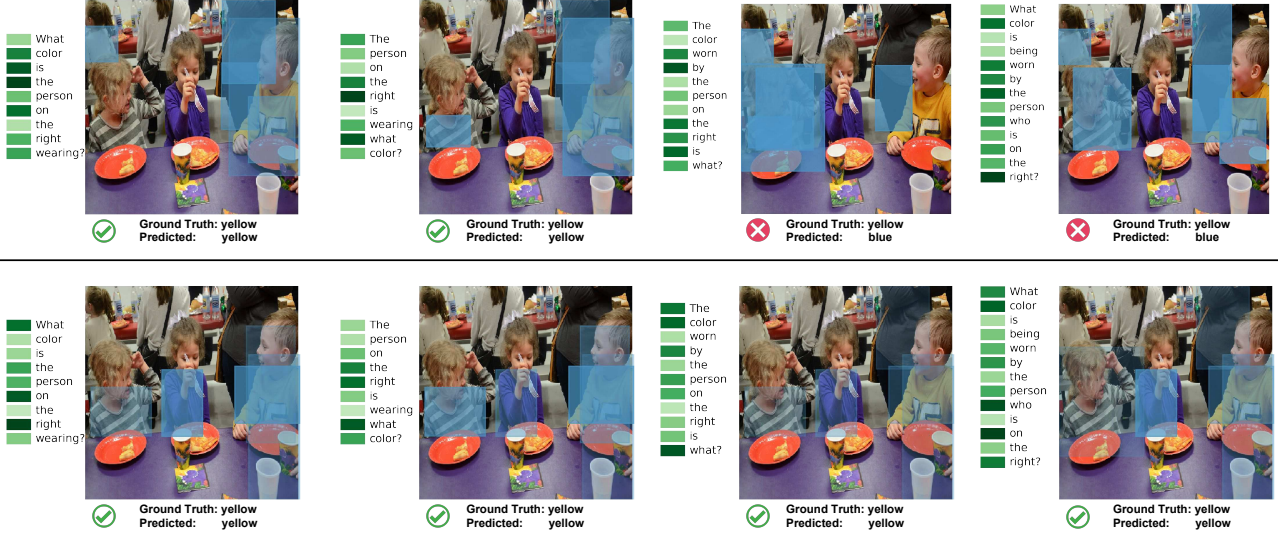 What
color
is
the
person
on
the
right
wearing?
Ground Truth: yellow
Predicted: yellow
The
person
on
the
right
is
wearing
what
color?
Ground Truth: yellow
Predicted: yellow
The
color
worn
by
the
person
on
the
right
is
what?
Ground Truth: yellow
Predicted: blue
What
color
is
being
worn
by
the
person
who
is
on
the
right?
Ground Truth: yellow
Predicted: blue
What
color
is
the
person
on
the
right
wearing?
Ground Truth: yellow
Predicted: yellow
The
person
on
the
right
is
wearing
what
color?
Ground Truth: yellow
Predicted: yellow
The
color
worn
by
the
person
on
the
right
is
what?
Ground Truth: yellow
Predicted: yellow
What
color
is
being
worn
by
the
person
who
is
on
the
right?
Ground Truth: yellow
Predicted: yellow